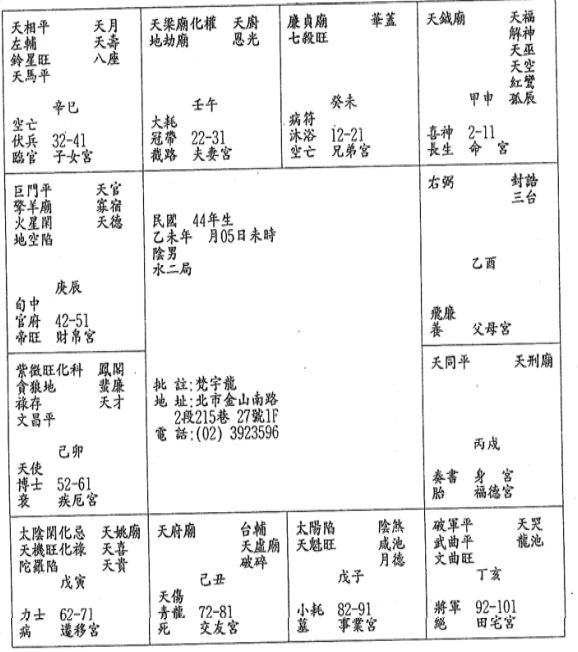 天相平 天月
左輔 天壽
鈴星旺 八座
天馬平
辛巳
空亡
伏兵 32-41
臨官 子女宮
天梁廟化權 天廚
地劫廟 恩光
壬午
大耗
冠帶 22-31
截路 夫妻宮
廉貞廟 華蓋
七殺旺
癸未
病符
沐浴 12-21
空亡 兄弟宮
天鉞廟 天福
解神
天巫
天空
紅鸞
甲申 孤辰
喜神 2-11
長生 命 宮
巨門平 天官
擎羊廟 寡宿
火星閑 天德
地空陷
庚辰
旬中
官府 42-51
帝旺 財帛宮
民國 44年生
乙未年 月05日未時
陰男
水二局
批 註:梵宇龍
地 址:北市金山南路
2段215巷 27號1F
電 話:(02) 3923596
右弼 封誥
三台
乙酉
飛廉
養 父母宮
紫微旺化科 鳳閣
貪狼地 蜚廉
祿存 天才
文昌平
己卯
天使
博士 52-61
衰 疾厄宮
天同平 天刑廟
丙戌
奏書 身 宮
胎 福德宮
太陰閑化忌 天姚廟
天機旺化祿 天喜
陀羅陷 天貴
戊寅
力士 62-71
病 遷移宮
天府廟 台輔
天虛廟
破碎
己丑
天傷
青龍 72-81
死 交友宮
太陽陷 陰煞
天魁旺 咸池
月德
戊子
小耗 82-91
墓 事業宮
破軍平 天哭
武曲平 龍池
文曲旺
丁亥
將軍 92-101
絕 田宅宮